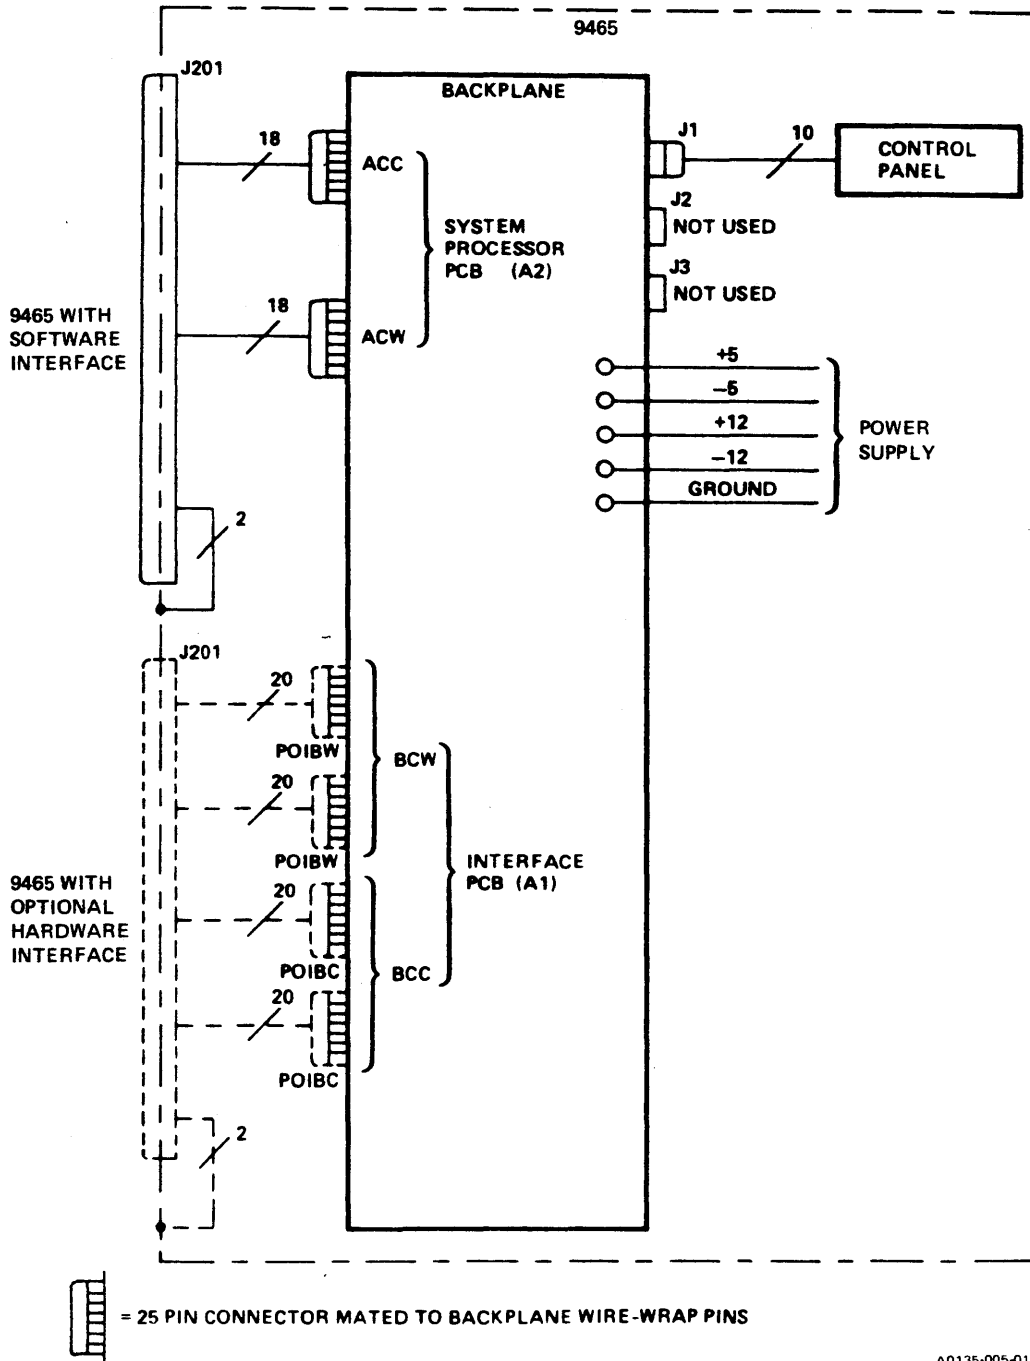 9465
J201
BACKPLANE
18
ACC
J1
10
CONTROL
PANEL
J2
NOT USED
SYSTEM
PROCESSOR
PCB (A2)
J3
NOT USED
18
ACW
9465 WITH
SOFTWARE
INTERFACE
+5
−5
+12
−12
GROUND
POWER
SUPPLY
2
J201
20
POIBW
BCW
20
POIBW
INTERFACE
PCB (A1)
9465 WITH
OPTIONAL
HARDWARE
INTERFACE
20
POIBC
BCC
20
POIBC
2
= 25 PIN CONNECTOR MATED TO BACKPLANE WIRE-WRAP PINS
A0135-005-01